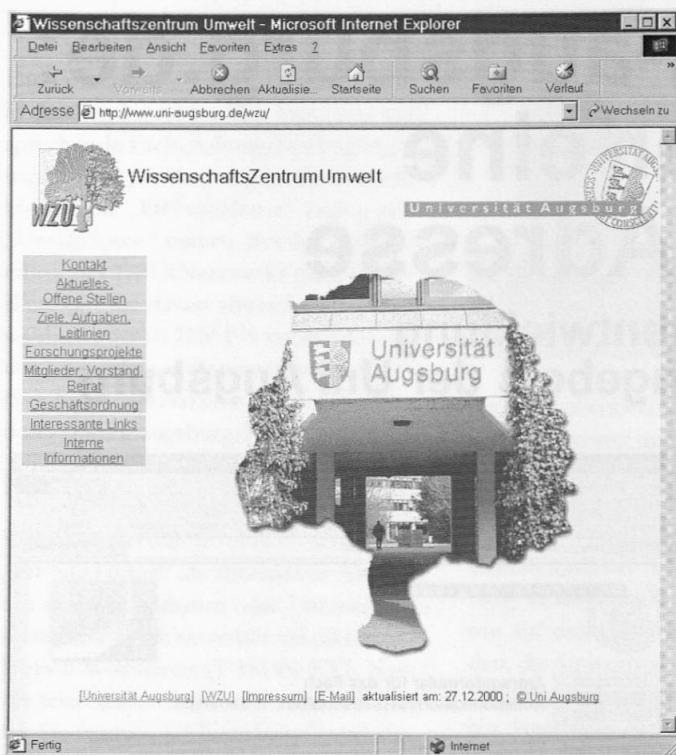 Wissenschaftszentrum Umwelt - Microsoft Internet Explorer
Datei Bearbeiten Ansicht Favoriten Extras ?
Zurück Vorwärts Abbrechen Aktualisie... Startseite Suchen Favoriten Verlauf »
Adresse http://www.uni-augsburg.de/wzu/ Wechseln zu
WZU
WissenschaftsZentrumUmwelt
Universität Augsburg
Kontakt
Aktuelles,
Offene Stellen
Ziele, Aufgaben,
Leitlinien
Forschungsprojekte
Mitglieder, Vorstand,
Beirat
Geschäftsordnung
Interessante Links
Interne
Informationen
Universität
Augsburg
[Universität Augsburg] [WZU] [Impressum] [E-Mail] aktualisiert am: 27.12.2000 ; © Uni Augsburg
Fertig Internet